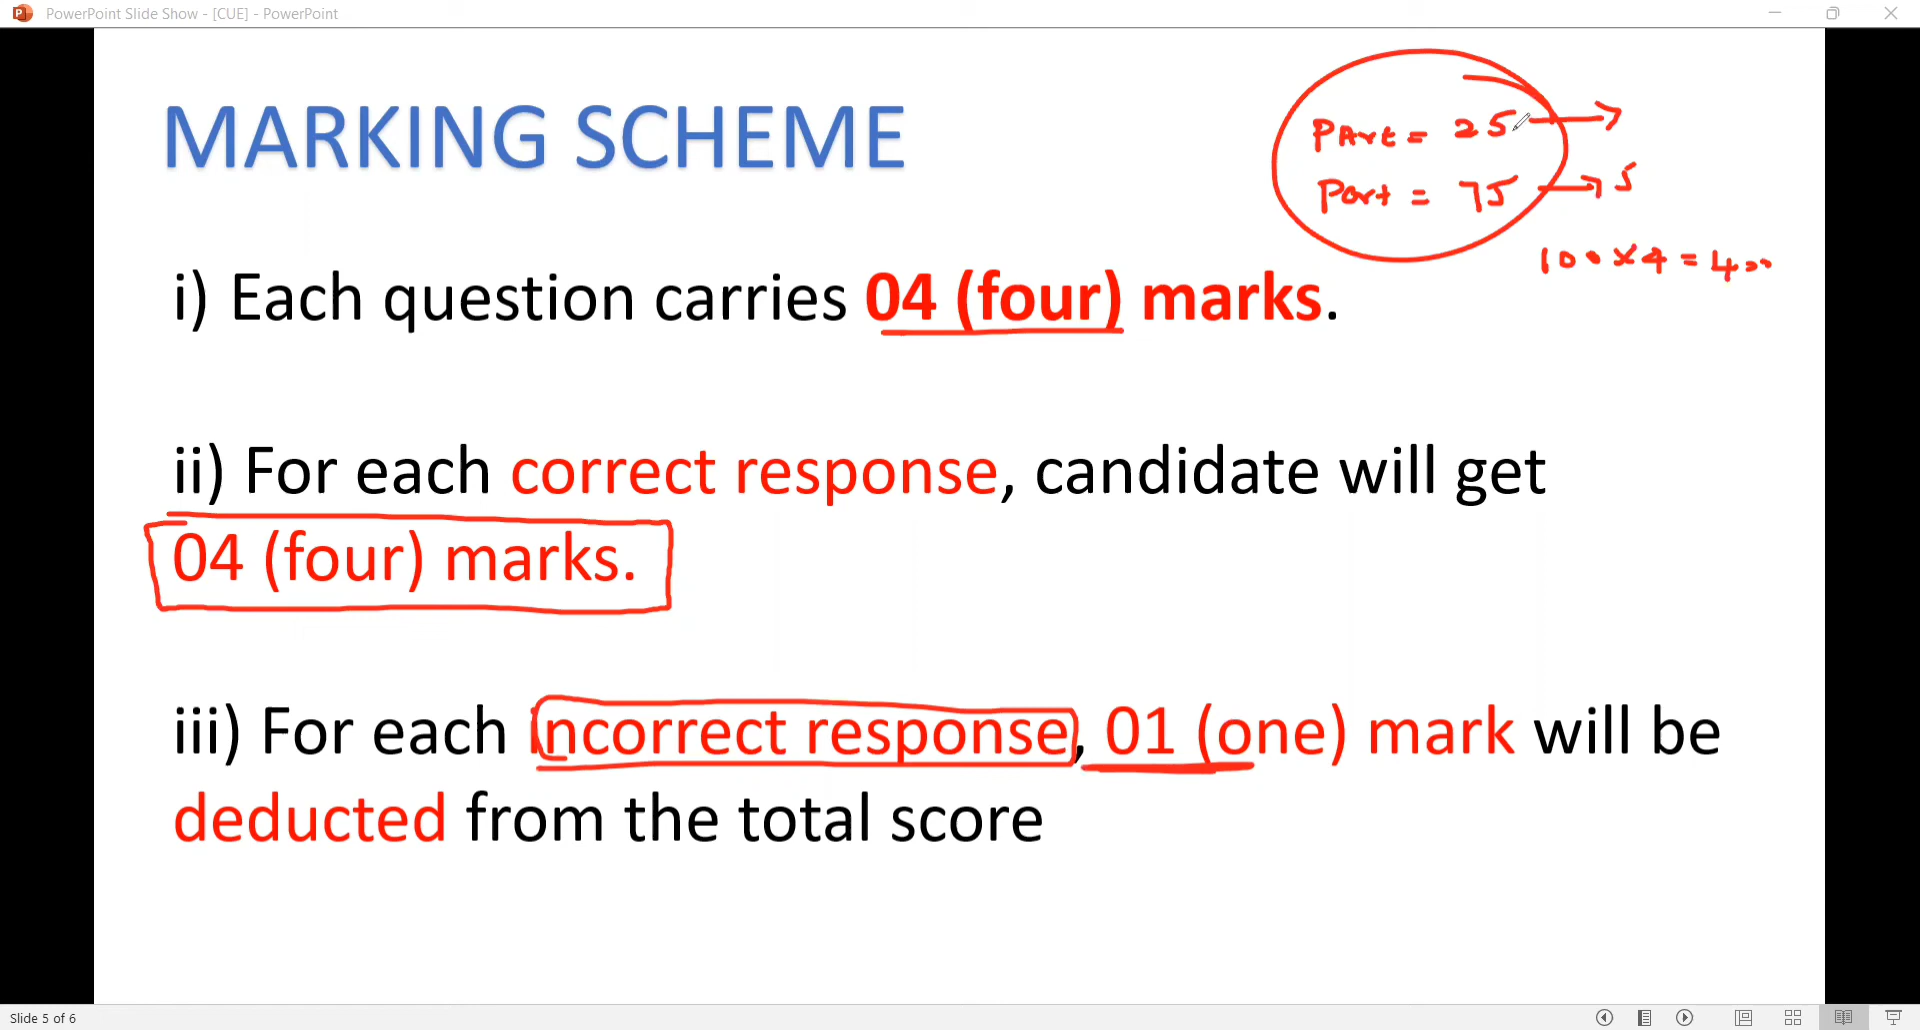 PowerPoint Slide Show - [CUE] - PowerPoint
MARKING SCHEME
PArt = 25 →
Part = 75 → 5
100 × 4 = 400
i) Each question carries 04 (four) marks.
ii) For each correct response, candidate will get
04 (four) marks.
iii) For each incorrect response, 01 (one) mark will be
deducted from the total score
Slide 5 of 6